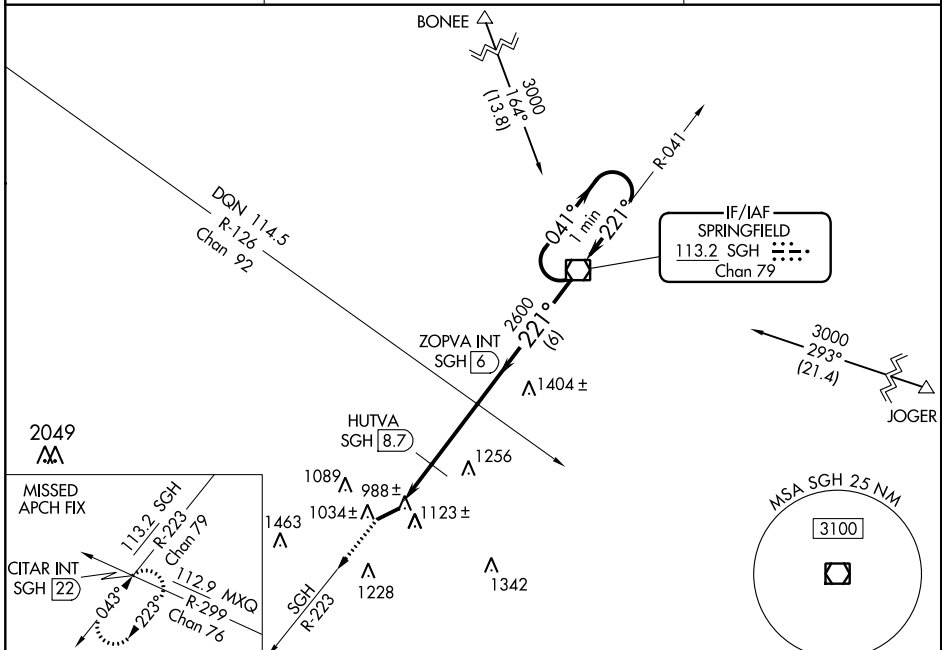 BONEE
3000
164°
(13.8)
R-041
DQN 114.5
R-126
Chan 92
041°
1 min
221°
IF/IAF
SPRINGFIELD
113.2 SGH
Chan 79
2600
221°
(6)
ZOPVA INT
SGH 6
1404 ±
3000
293°
(21.4)
JOGER
HUTVA
SGH 8.7
2049
1256
1089
988 ±
1034 ±
1123 ±
1463
1228
1342
SGH
R-223
MISSED
APCH FIX
113.2 SGH
R-223
Chan 79
CITAR INT
SGH 22
112.9 MXQ
R-299
Chan 76
043°
223°
MSA SGH 25 NM
3100